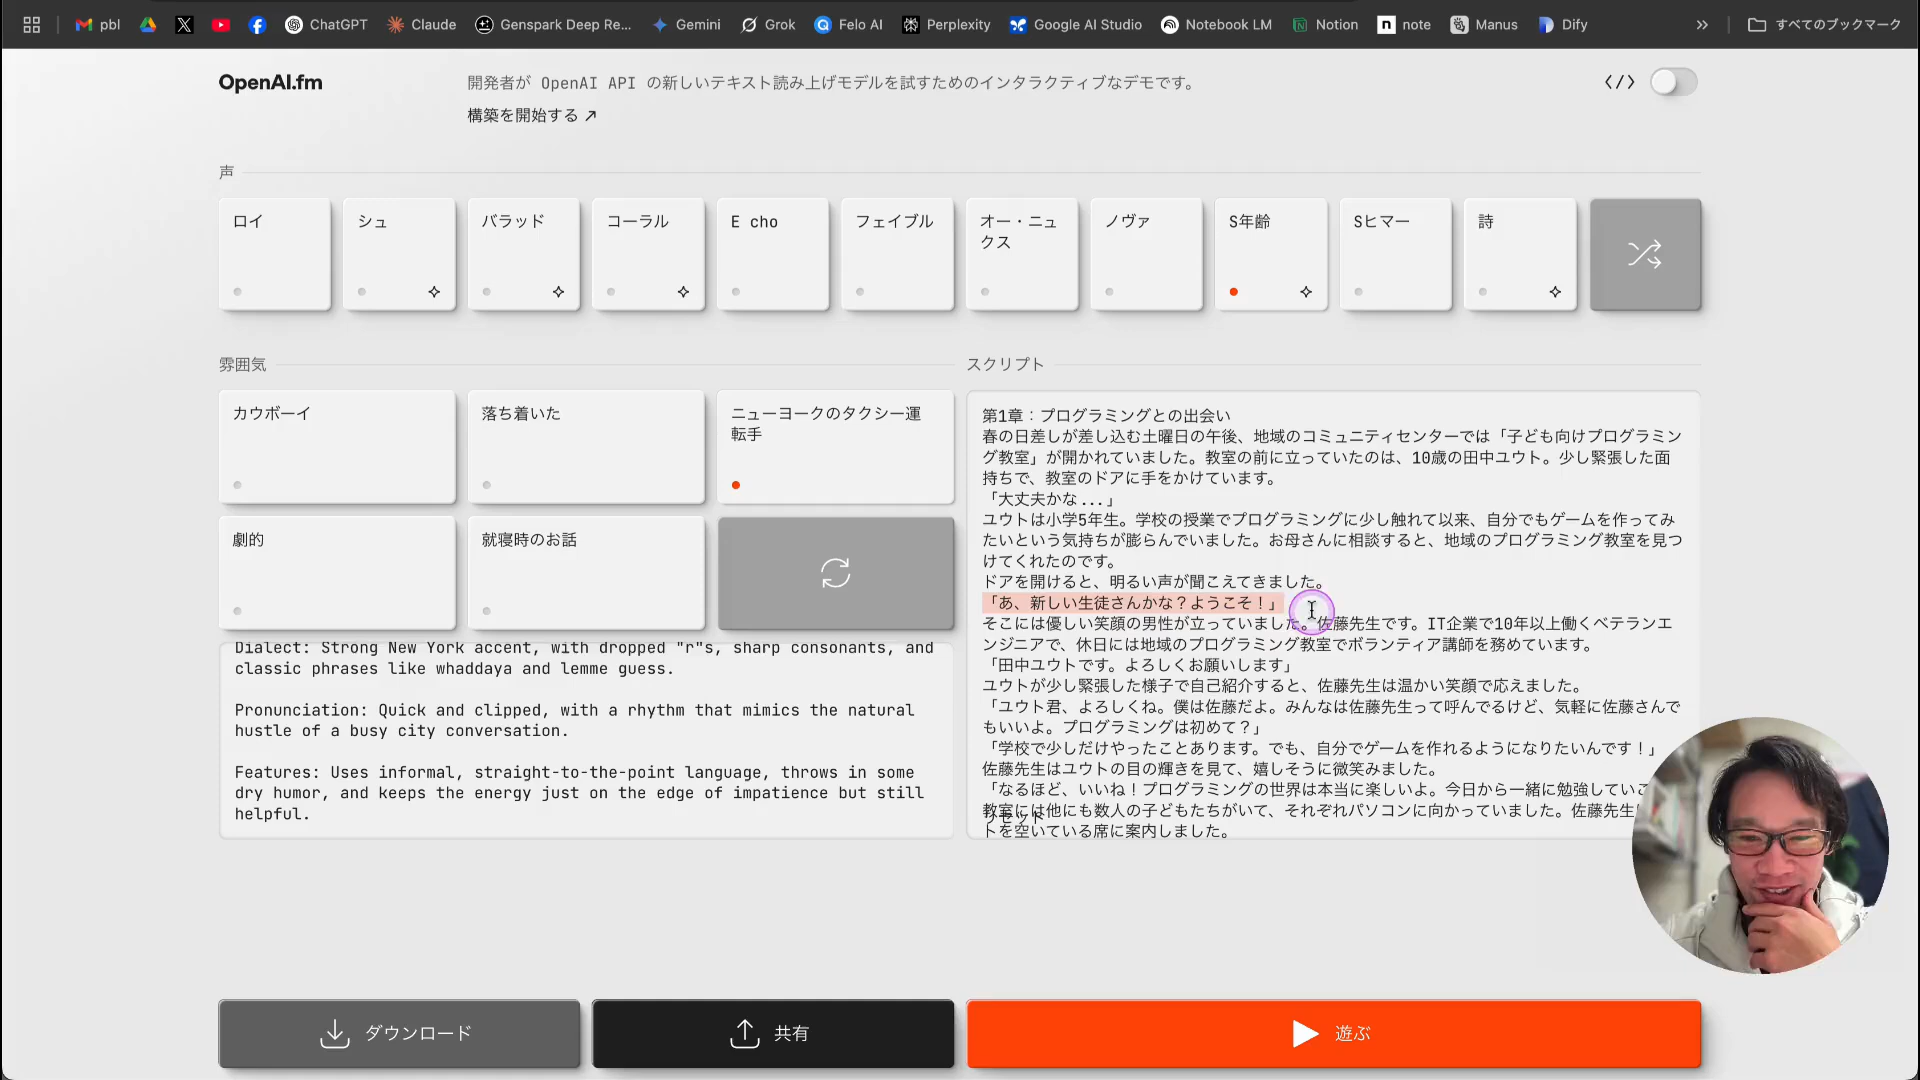 pbl
ChatGPT
Claude
Genspark Deep Re...
Gemini
Grok
Felo AI
Perplexity
Google AI Studio
Notebook LM
Notion
note
Manus
Dify
すべてのブックマーク
OpenAI.fm
開発者が OpenAI API の新しいテキスト読み上げモデルを試すためのインタラクティブなデモです。
構築を開始する ↗
</>
声
ロイ
シュ
バラッド
コーラル
E cho
フェイブル
オー・ニュ
クス
ノヴァ
S年齢
Sヒマー
詩
雰囲気
カウボーイ
落ち着いた
ニューヨークのタクシー運
転手
劇的
就寝時のお話
Dialect: Strong New York accent, with dropped "r"s, sharp consonants, and
classic phrases like whaddaya and lemme guess.
Pronunciation: Quick and clipped, with a rhythm that mimics the natural
hustle of a busy city conversation.
Features: Uses informal, straight-to-the-point language, throws in some
dry humor, and keeps the energy just on the edge of impatience but still
helpful.
スクリプト
第1章：プログラミングとの出会い
春の日差しが差し込む土曜日の午後、地域のコミュニティセンターでは「子ども向けプログラミン
グ教室」が開かれていました。教室の前に立っていたのは、10歳の田中ユウト。少し緊張した面
持ちで、教室のドアに手をかけています。
「大丈夫かな...」
ユウトは小学5年生。学校の授業でプログラミングに少し触れて以来、自分でもゲームを作ってみ
たいという気持ちが膨らんでいました。お母さんに相談すると、地域のプログラミング教室を見つ
けてくれたのです。
ドアを開けると、明るい声が聞こえてきました。
「あ、新しい生徒さんかな？ようこそ！」
そこには優しい笑顔の男性が立っていました。佐藤先生です。IT企業で10年以上働くベテランエ
ンジニアで、休日には地域のプログラミング教室でボランティア講師を務めています。
「田中ユウトです。よろしくお願いします」
ユウトが少し緊張した様子で自己紹介すると、佐藤先生は温かい笑顔で応えました。
「ユウト君、よろしくね。僕は佐藤だよ。みんなは佐藤先生って呼んでるけど、気軽に佐藤さんで
もいいよ。プログラミングは初めて？」
「学校で少しだけやったことあります。でも、自分でゲームを作れるようになりたいんです！」
佐藤先生はユウトの目の輝きを見て、嬉しそうに微笑みました。
「なるほど、いいね！プログラミングの世界は本当に楽しいよ。今日から一緒に勉強していこ
教室には他にも数人の子どもたちがいて、それぞれパソコンに向かっていました。佐藤先生
リセット
トを空いている席に案内しました。
ダウンロード
共有
遊ぶ